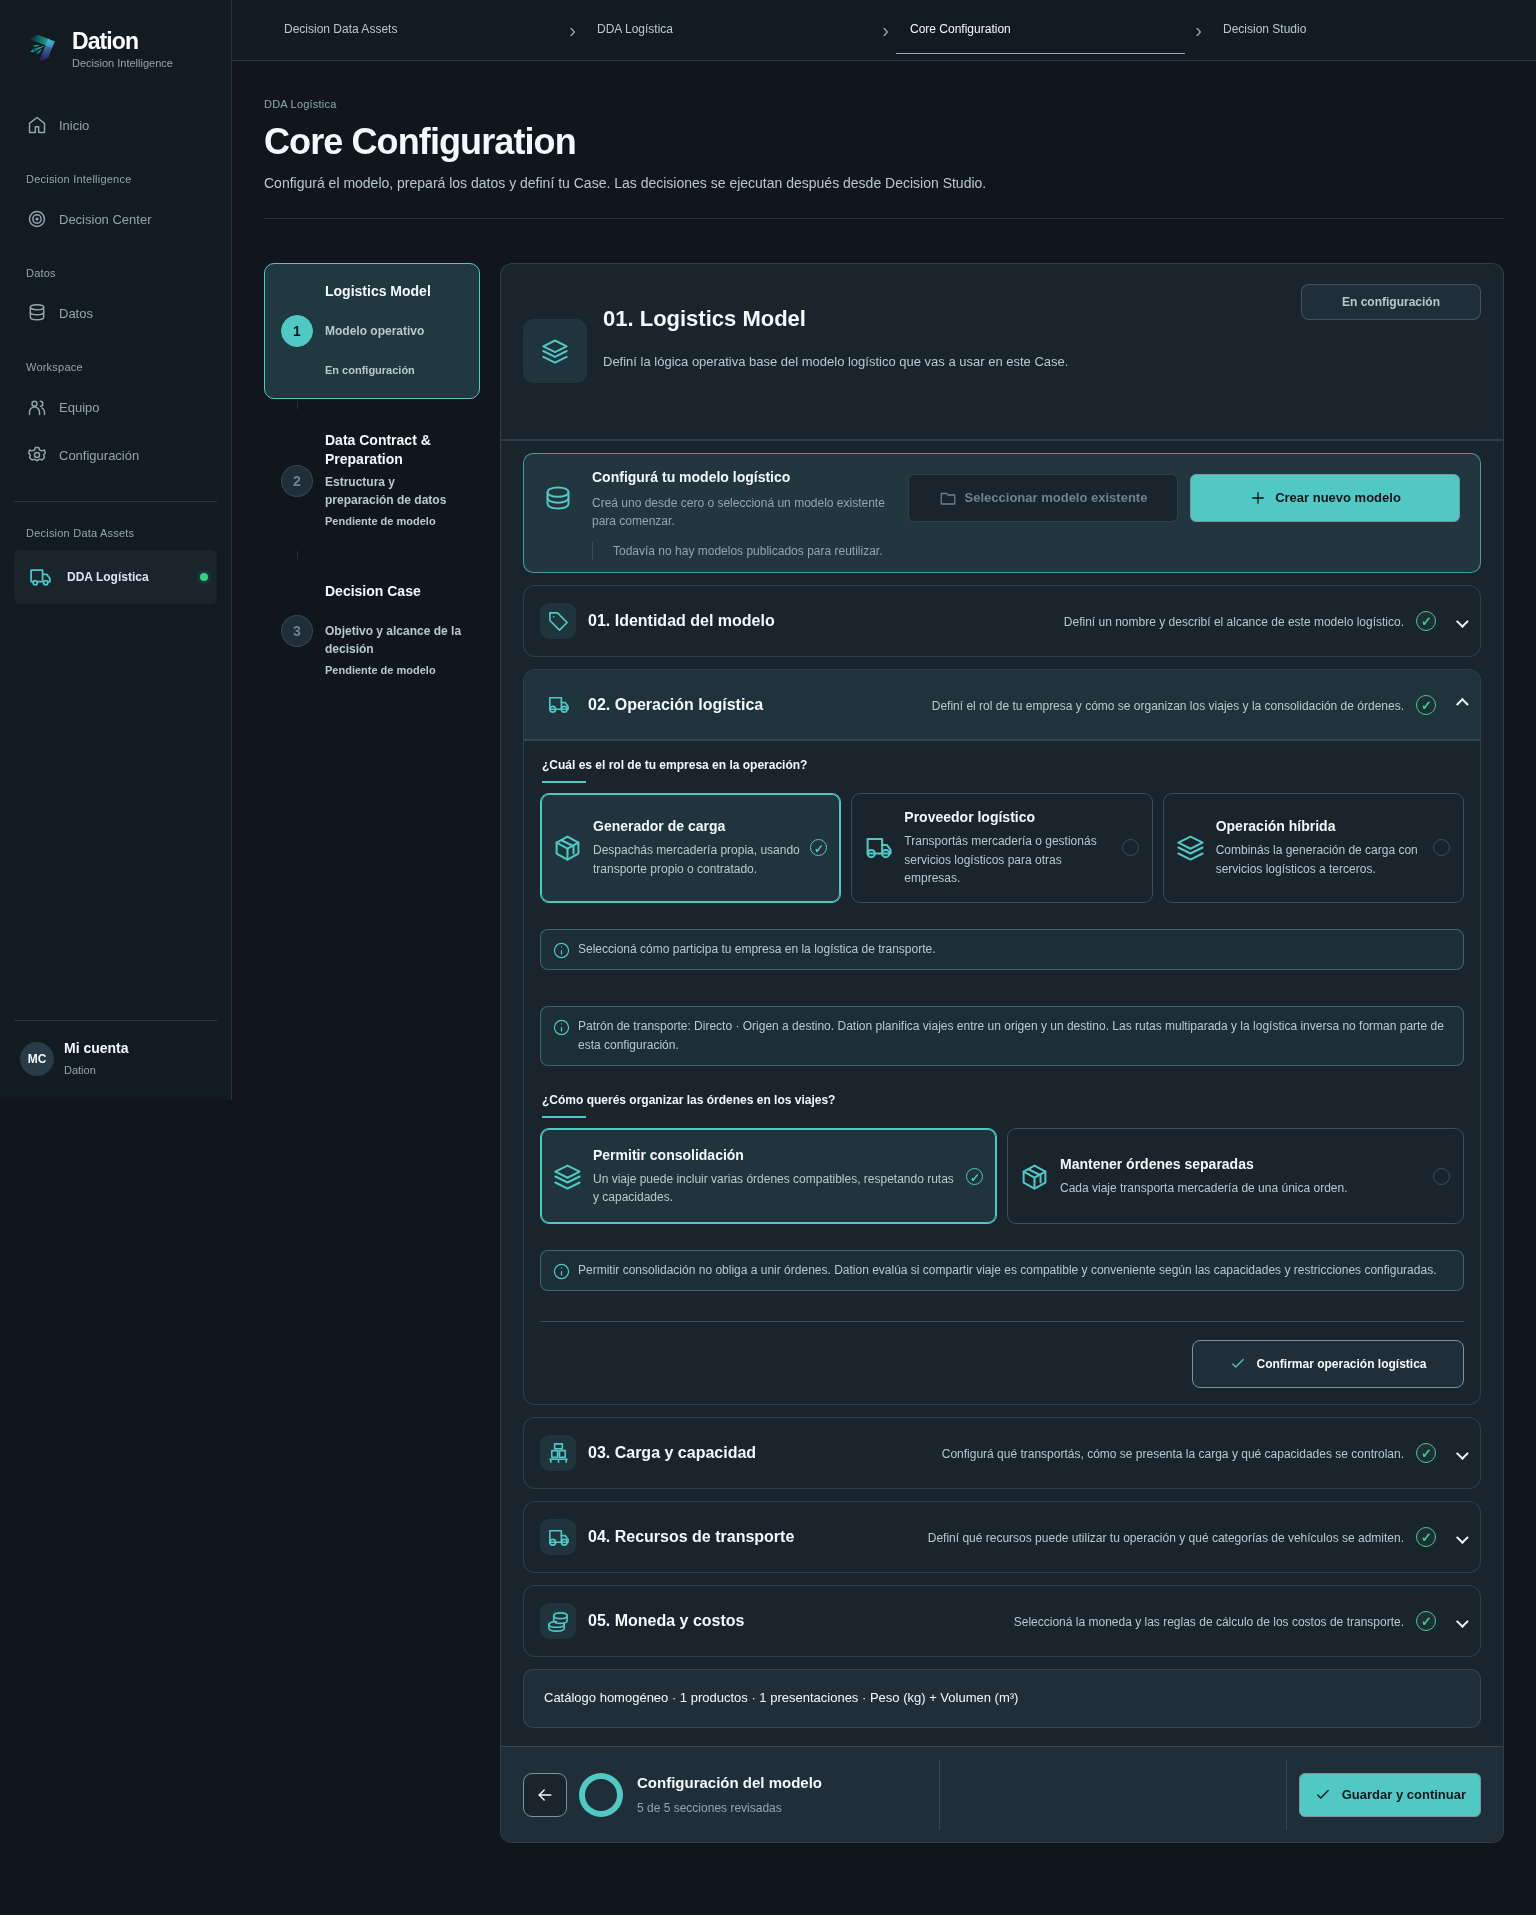 Dation
Decision Intelligence
Inicio
Decision Intelligence
Decision Center
Datos
Datos
Workspace
Equipo
Configuración
Decision Data Assets
DDA Logística
MC
Mi cuenta
Dation
Decision Data Assets
DDA Logística
Core Configuration
Decision Studio
DDA Logística
Core Configuration
Configurá el modelo, prepará los datos y definí tu Case. Las decisiones se ejecutan después desde Decision Studio.
Logistics Model
1
Modelo operativo
En configuración
Data Contract &
Preparation
2
Estructura y
preparación de datos
Pendiente de modelo
Decision Case
3
Objetivo y alcance de la
decisión
Pendiente de modelo
01. Logistics Model
En configuración
Definí la lógica operativa base del modelo logístico que vas a usar en este Case.
Configurá tu modelo logístico
Creá uno desde cero o seleccioná un modelo existente
para comenzar.
Todavía no hay modelos publicados para reutilizar.
Seleccionar modelo existente
Crear nuevo modelo
01. Identidad del modelo
Definí un nombre y describí el alcance de este modelo logístico.
02. Operación logística
Definí el rol de tu empresa y cómo se organizan los viajes y la consolidación de órdenes.
¿Cuál es el rol de tu empresa en la operación?
Generador de carga
Despachás mercadería propia, usando
transporte propio o contratado.
Proveedor logístico
Transportás mercadería o gestionás
servicios logísticos para otras
empresas.
Operación híbrida
Combinás la generación de carga con
servicios logísticos a terceros.
Seleccioná cómo participa tu empresa en la logística de transporte.
Patrón de transporte: Directo · Origen a destino. Dation planifica viajes entre un origen y un destino. Las rutas multiparada y la logística inversa no forman parte de
esta configuración.
¿Cómo querés organizar las órdenes en los viajes?
Permitir consolidación
Un viaje puede incluir varias órdenes compatibles, respetando rutas
y capacidades.
Mantener órdenes separadas
Cada viaje transporta mercadería de una única orden.
Permitir consolidación no obliga a unir órdenes. Dation evalúa si compartir viaje es compatible y conveniente según las capacidades y restricciones configuradas.
Confirmar operación logística
03. Carga y capacidad
Configurá qué transportás, cómo se presenta la carga y qué capacidades se controlan.
04. Recursos de transporte
Definí qué recursos puede utilizar tu operación y qué categorías de vehículos se admiten.
05. Moneda y costos
Seleccioná la moneda y las reglas de cálculo de los costos de transporte.
Catálogo homogéneo · 1 productos · 1 presentaciones · Peso (kg) + Volumen (m³)
Configuración del modelo
5 de 5 secciones revisadas
Guardar y continuar